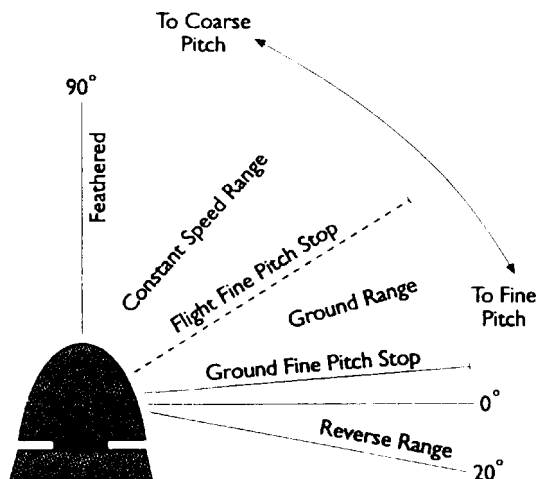 To Coarse
Pitch
90°
Feathered
Constant Speed Range
Flight Fine Pitch Stop
Ground Range
To Fine
Pitch
Ground Fine Pitch Stop
0°
Reverse Range
20°